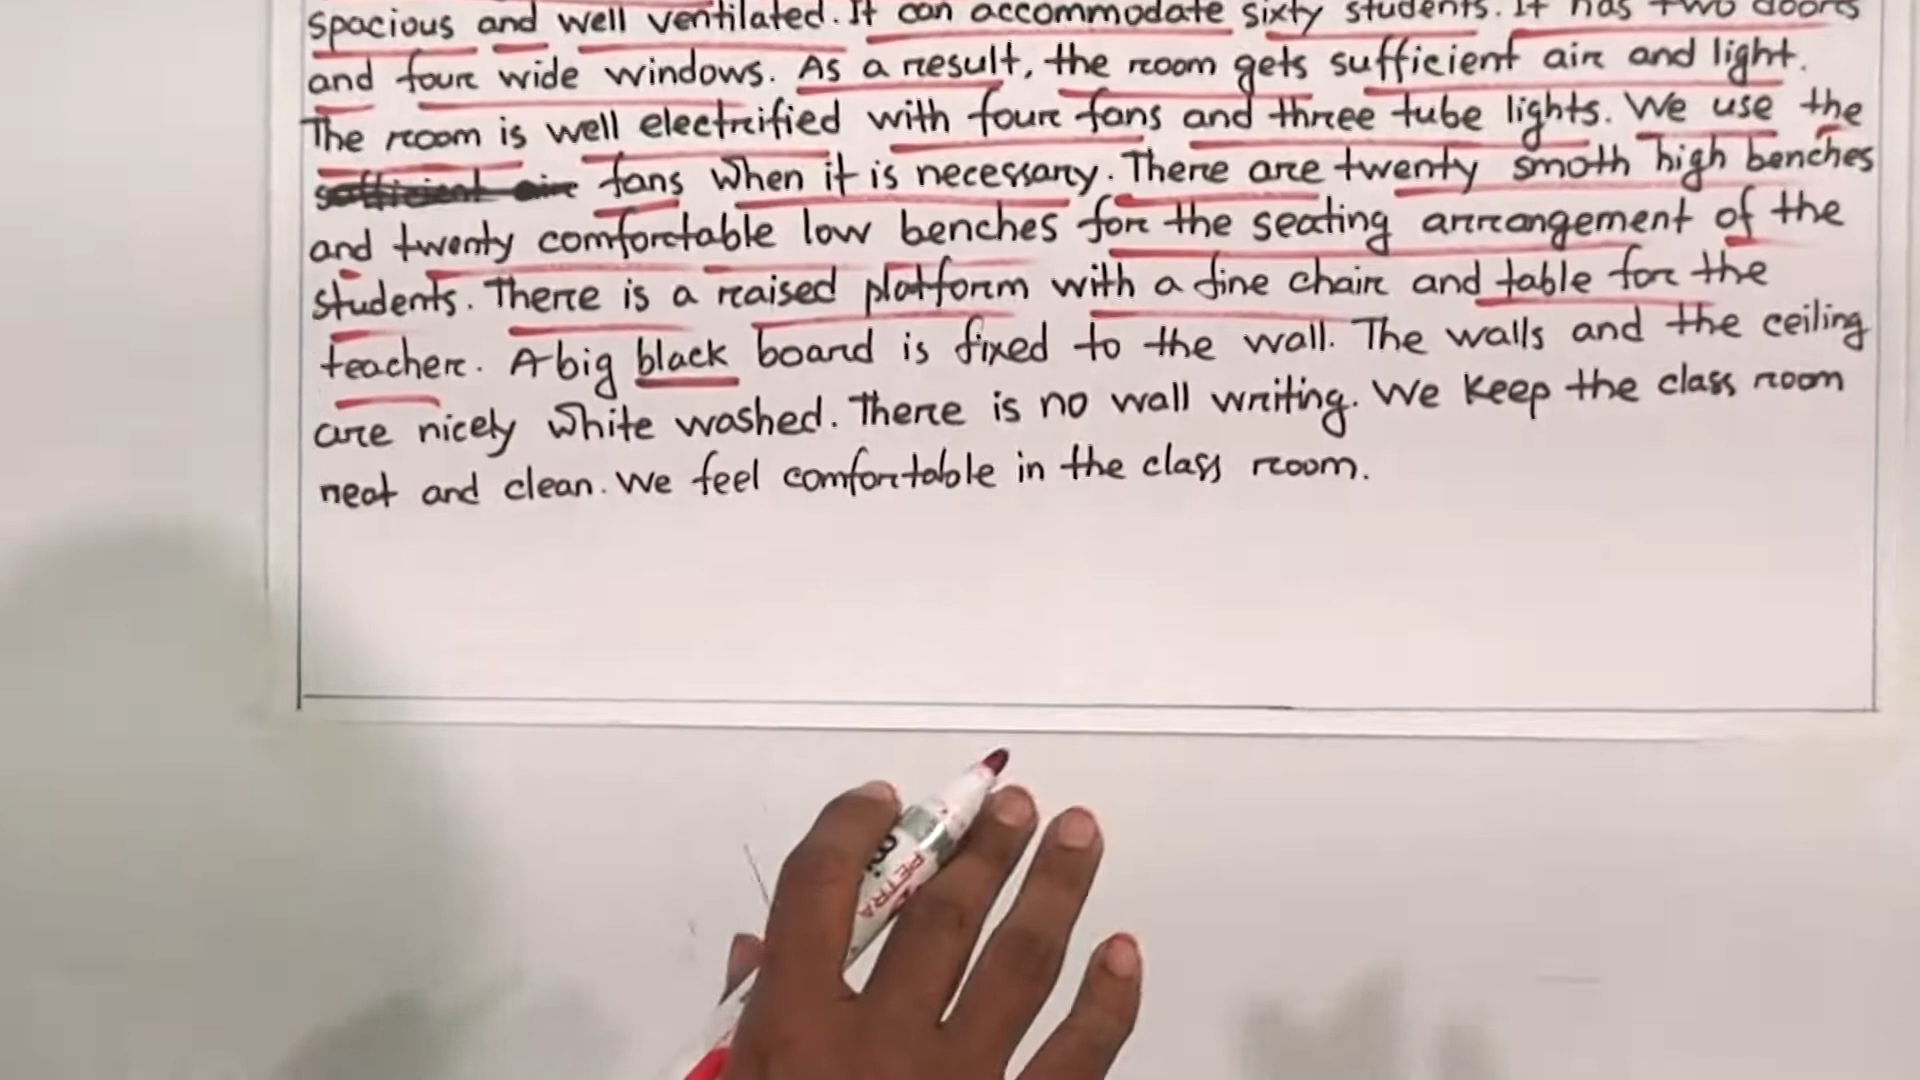 spacious and well ventilated. It can accommodate sixty students. It has two doors
and four wide windows. As a result, the room gets sufficient air and light.
The room is well electrified with four fans and three tube lights. We use the
sufficient air fans when it is necessary. There are twenty smoth high benches
and twenty comfortable low benches for the seating arrangement of the
students. There is a raised platform with a fine chair and table for the
teacher. A big black board is fixed to the wall. The walls and the ceiling
are nicely white washed. There is no wall writing. We keep the class room
neat and clean. We feel comfortable in the class room.
PETRA